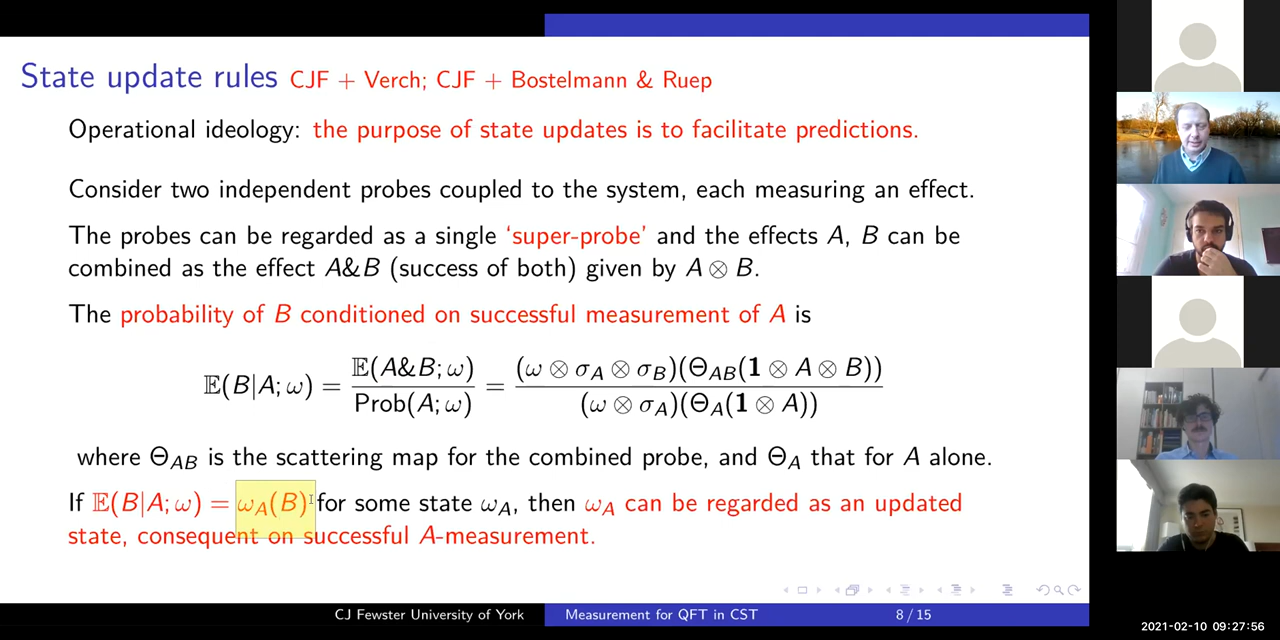 State update rules CJF + Verch; CJF + Bostelmann & Ruep
Operational ideology: the purpose of state updates is to facilitate predictions.
Consider two independent probes coupled to the system, each measuring an effect.
The probes can be regarded as a single ‘super-probe’ and the effects A, B can be
combined as the effect A&B (success of both) given by A ⊗ B.
The probability of B conditioned on successful measurement of A is
𝔼(B|A; ω) = 𝔼(A&B; ω) / Prob(A; ω) = (ω ⊗ σ_A ⊗ σ_B)(Θ_AB(𝟏 ⊗ A ⊗ B)) / (ω ⊗ σ_A)(Θ_A(𝟏 ⊗ A))
where Θ_AB is the scattering map for the combined probe, and Θ_A that for A alone.
If 𝔼(B|A; ω) = ω_A(B) for some state ω_A, then ω_A can be regarded as an updated
state, consequent on successful A-measurement.
CJ Fewster University of York Measurement for QFT in CST 8 / 15
2021-02-10 09:27:56